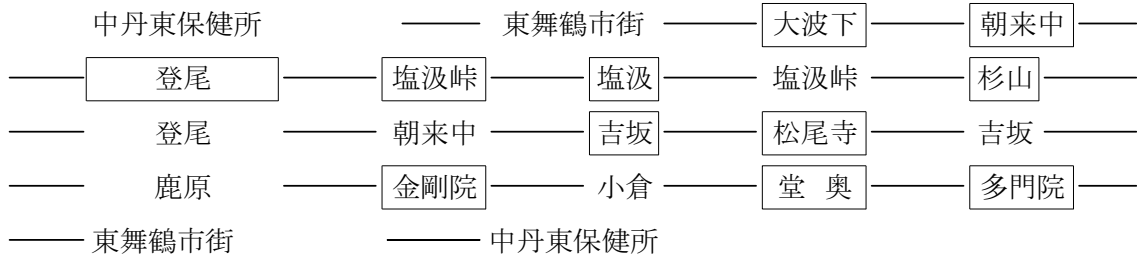 中丹東保健所 東舞鶴市街 大波下 朝来中
登尾 塩汲峠 塩汲 塩汲峠 杉山
登尾 朝来中 吉坂 松尾寺 吉坂
鹿原 金剛院 小倉 堂奥 多門院
東舞鶴市街 中丹東保健所